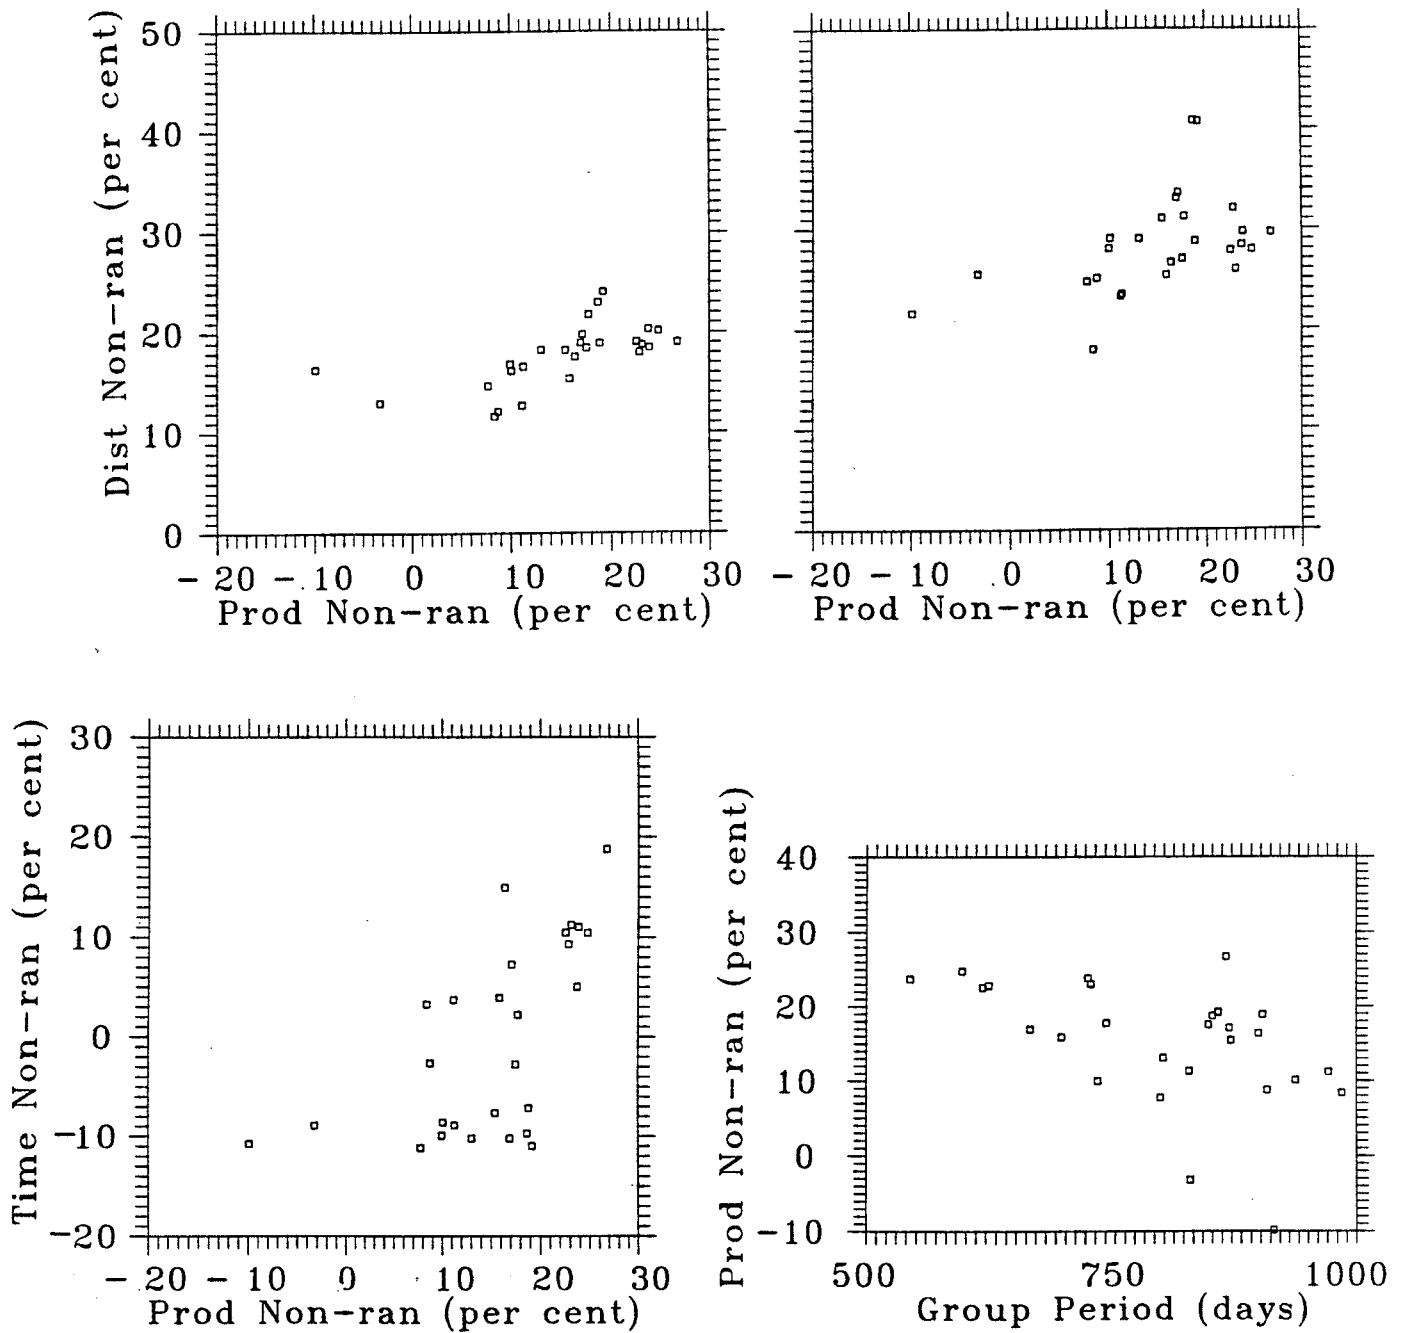 Dist Non-ran (per cent)
50
40
30
20
10
0
-20 -10 0 10 20 30
Prod Non-ran (per cent)
-20 -10 0 10 20 30
Prod Non-ran (per cent)
Time Non-ran (per cent)
30
20
10
0
-10
-20
-20 -10 0 10 20 30
Prod Non-ran (per cent)
Prod Non-ran (per cent)
40
30
20
10
0
-10
500 750 1000
Group Period (days)